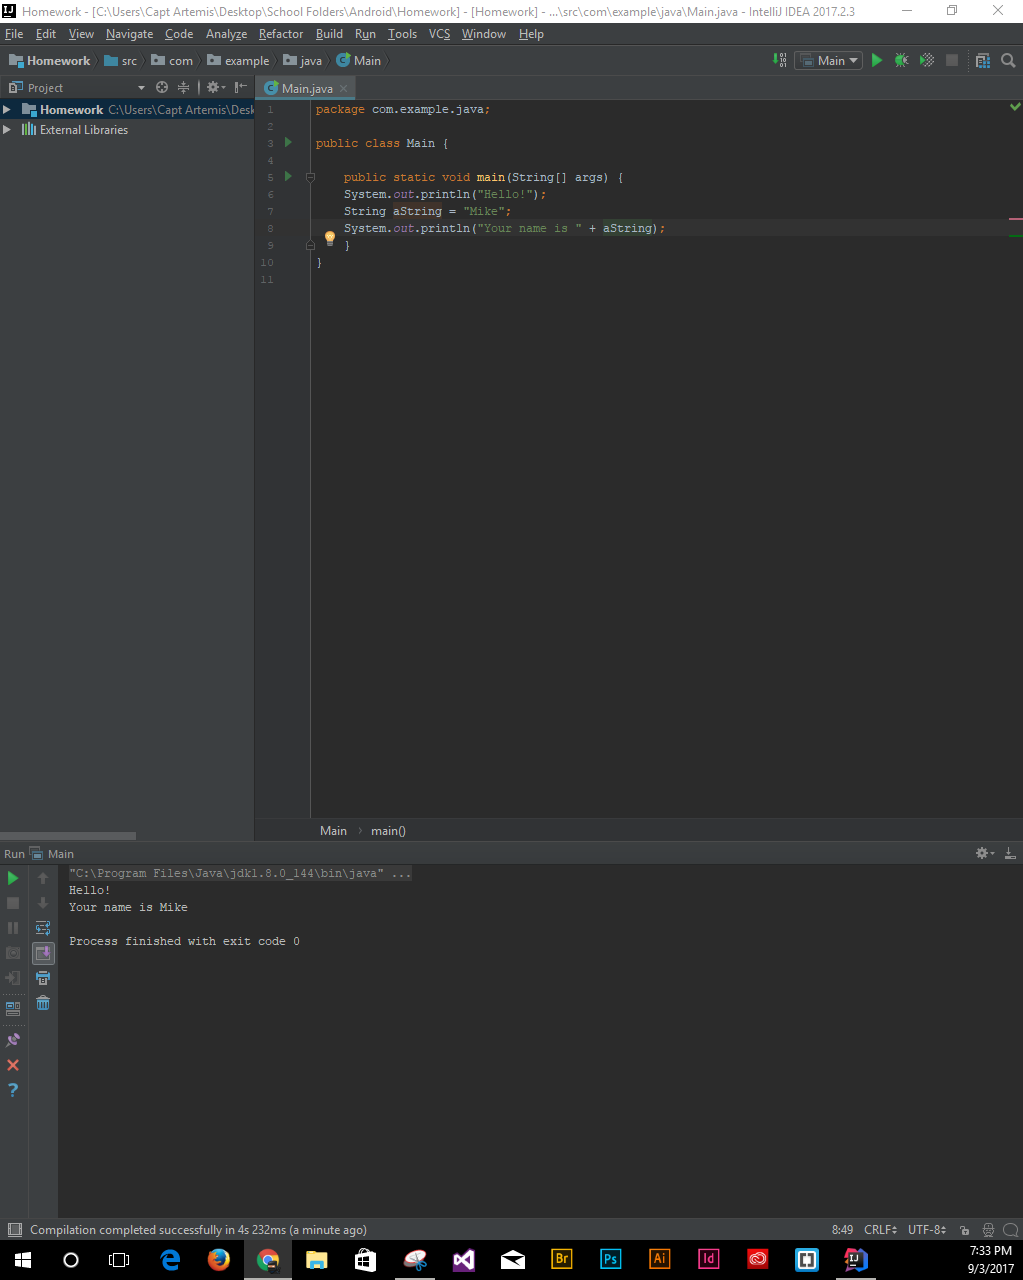 Homework - [C:\Users\Capt Artemis\Desktop\School Folders\Android\Homework] - [Homework] - ...\src\com\example\java\Main.java - IntelliJ IDEA 2017.2.3
File Edit View Navigate Code Analyze Refactor Build Run Tools VCS Window Help
Homework src com example java Main Main
Project Main.java
Homework C:\Users\Capt Artemis\Desk
External Libraries
1 package com.example.java;
2
3 public class Main {
4
5 public static void main(String[] args) {
6 System.out.println("Hello!");
7 String aString = "Mike";
8 System.out.println("Your name is " + aString);
9 }
10 }
11
Main main()
Run Main
"C:\Program Files\Java\jdk1.8.0_144\bin\java" ...
Hello!
Your name is Mike
Process finished with exit code 0
Compilation completed successfully in 4s 232ms (a minute ago) 8:49 CRLF UTF-8
Br Ps Ai Id
7:33 PM
9/3/2017